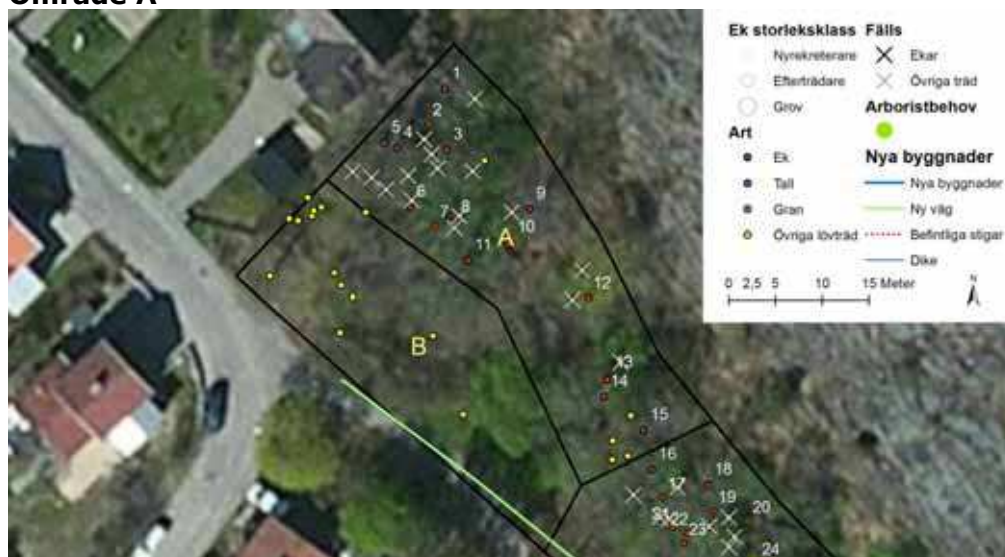 Område A
Ek storleksklass Fälls
Nyrekreterare Ekar
Efterträdare Övriga träd
Grov Arboristbehov
Art
Ek Nya byggnader
Tall Nya byggnader
Gran Ny väg
Övriga lövträd Befintliga stigar
Dike
0 2,5 5 10 15 Meter
N
1
2
5 4 3
6
7 8
9
10
A
11
12
B
13
14
15
16
17 18
19
20
21 22 23
24